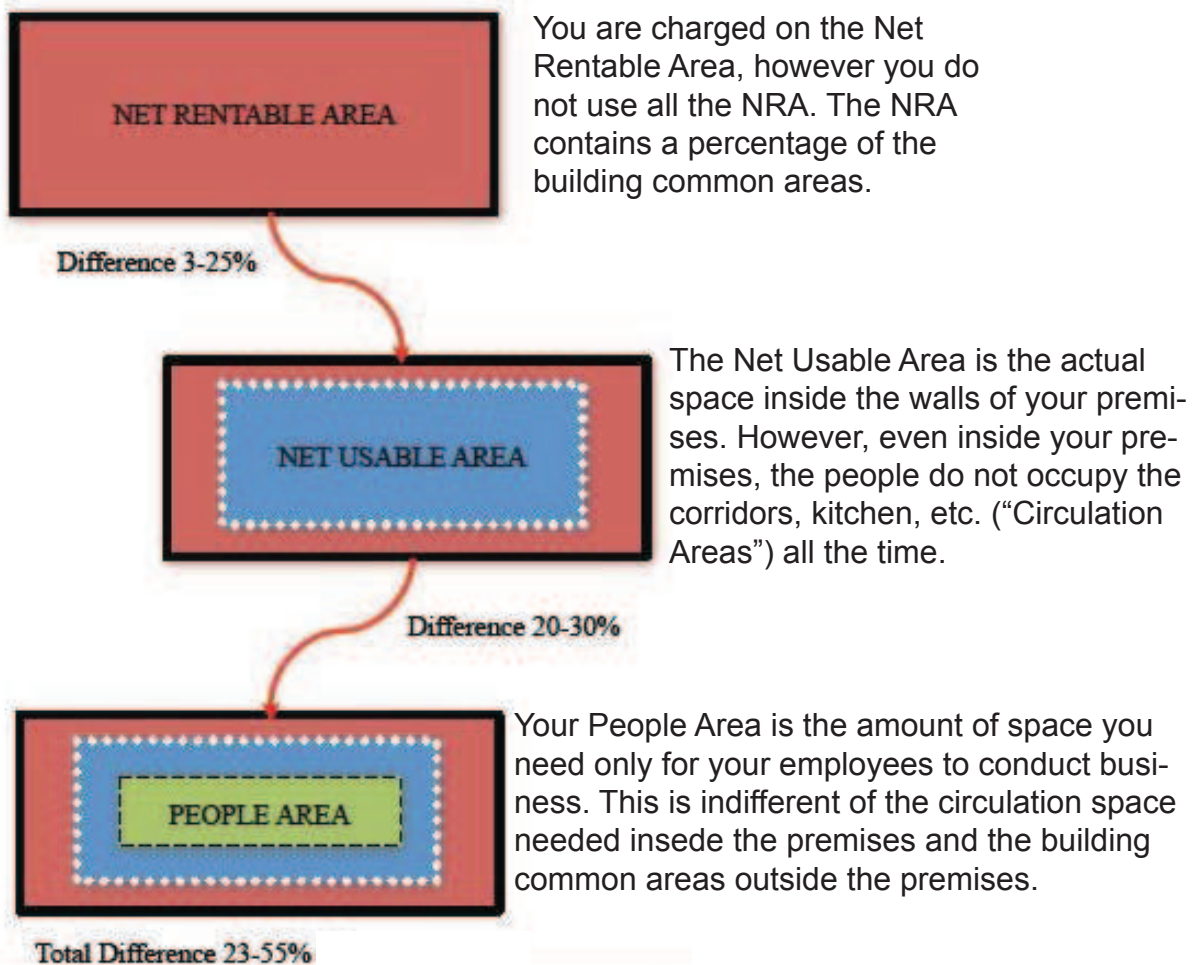 NET RENTABLE AREA
You are charged on the Net
Rentable Area, however you do
not use all the NRA. The NRA
contains a percentage of the
building common areas.
Difference 3-25%
NET USABLE AREA
The Net Usable Area is the actual
space inside the walls of your premi-
ses. However, even inside your pre-
mises, the people do not occupy the
corridors, kitchen, etc. (“Circulation
Areas”) all the time.
Difference 20-30%
PEOPLE AREA
Your People Area is the amount of space you
need only for your employees to conduct busi-
ness. This is indifferent of the circulation space
needed insede the premises and the building
common areas outside the premises.
Total Difference 23-55%